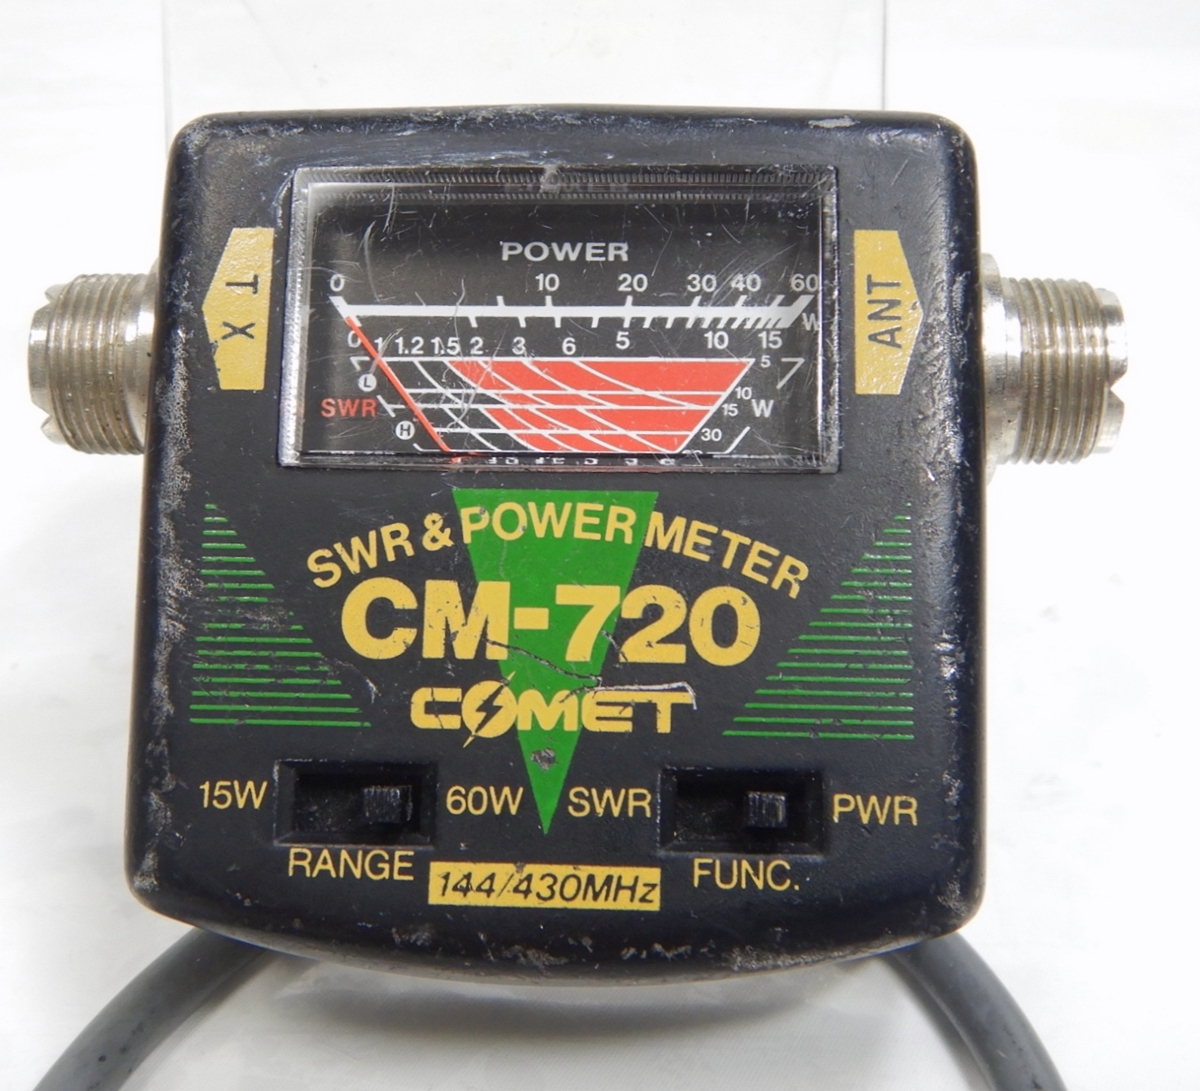 POWER
0 10 20 30 40 60
W
0 5 10 15
1 1.2 1.5 2 3 6
5
L
10
SWR
15 W
H
30
T X
ANT
SWR & POWER METER
CM-720
COMET
15W
60W
SWR
PWR
RANGE
FUNC.
144/430MHz